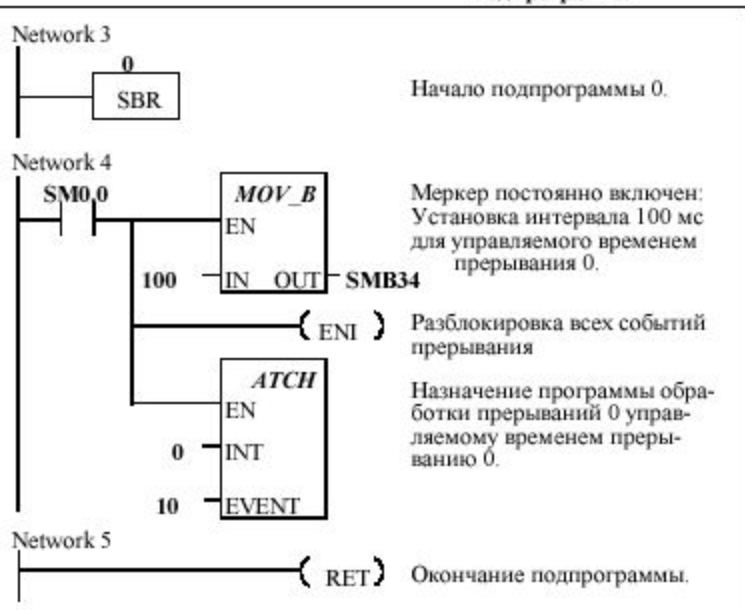 Network 3
0
SBR
Начало подпрограммы 0.
Network 4
SM0,0
MOV_B
EN
100
IN OUT
SMB34
Меркер постоянно включен:
Установка интервала 100 мс
для управляемого временем
прерывания 0.
ENI
Разблокировка всех событий
прерывания
ATCH
EN
0
INT
10
EVENT
Назначение программы обра-
ботки прерываний 0 управ-
ляемому временем преры-
ванию 0.
Network 5
RET
Окончание подпрограммы.